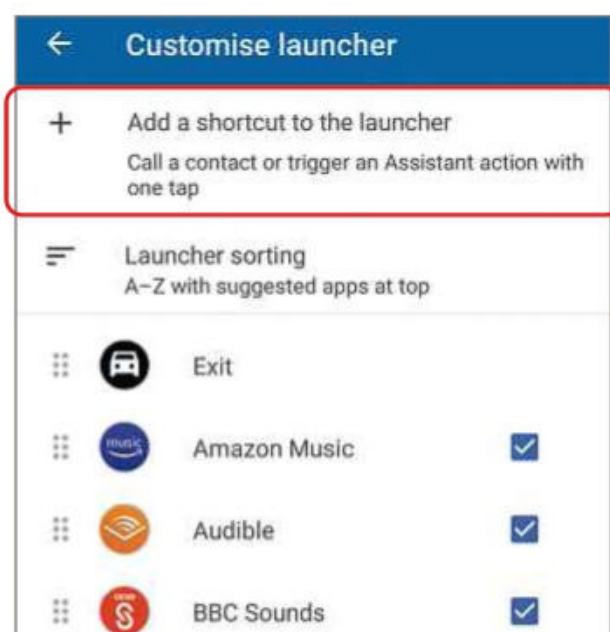 Customise launcher
Add a shortcut to the launcher
Call a contact or trigger an Assistant action with
one tap
Launcher sorting
A–Z with suggested apps at top
Exit
music
Amazon Music
Audible
BBC Sounds